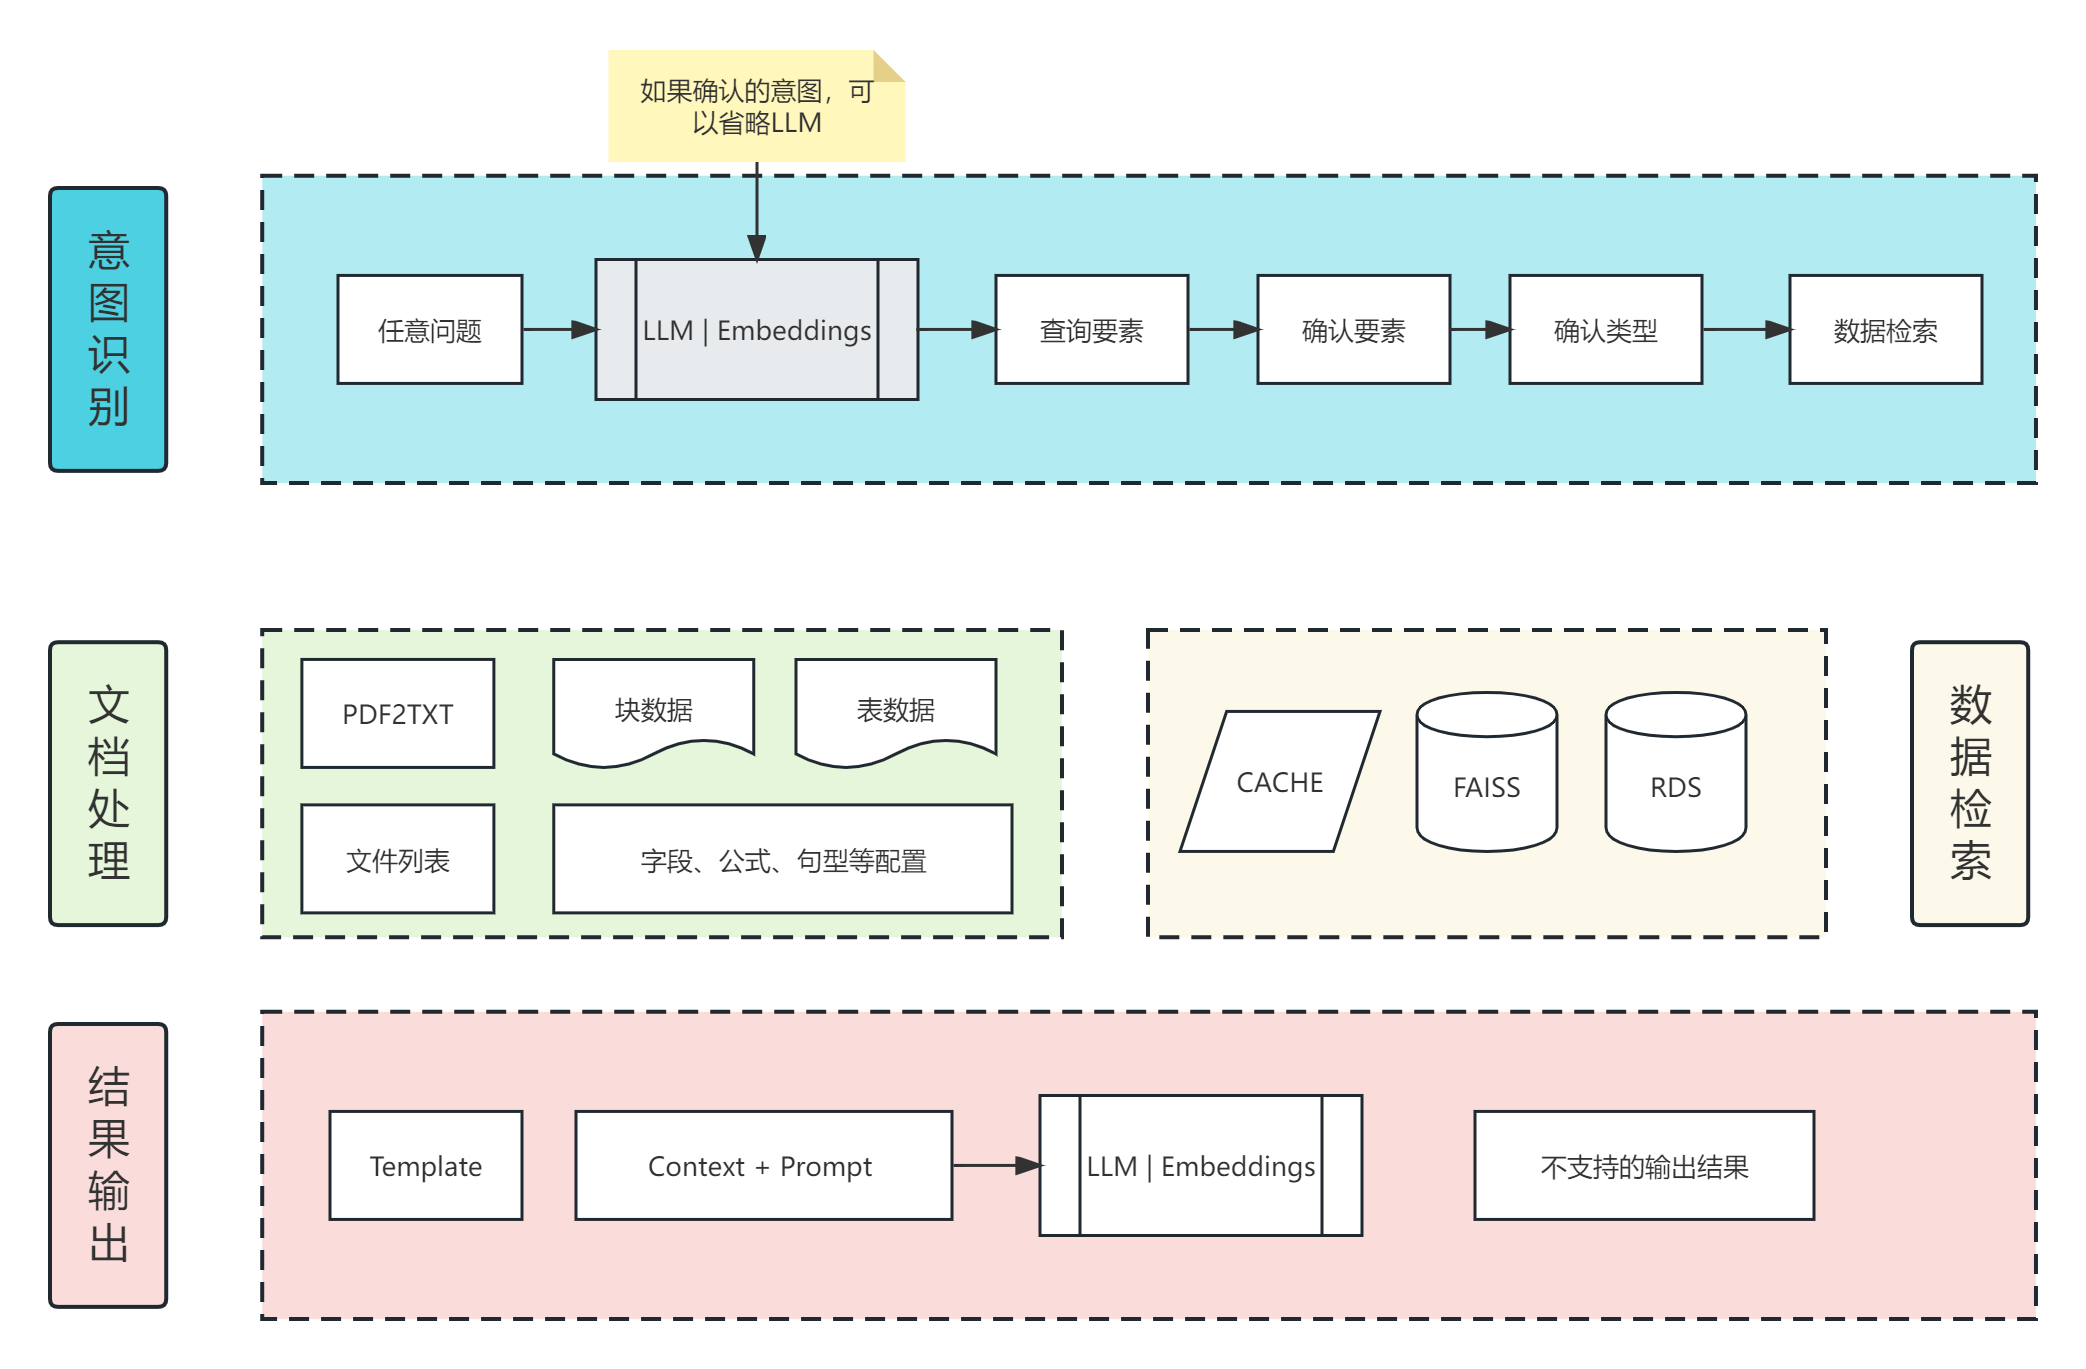 如果确认的意图，可
以省略LLM
意图识别
任意问题
LLM | Embeddings
查询要素
确认要素
确认类型
数据检索
文档处理
PDF2TXT
块数据
表数据
文件列表
字段、公式、句型等配置
CACHE
FAISS
RDS
数据检索
结果输出
Template
Context + Prompt
LLM | Embeddings
不支持的输出结果